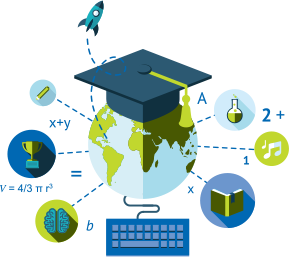 A
2 +
x+y
1
=
V = 4/3 π r³
x
b